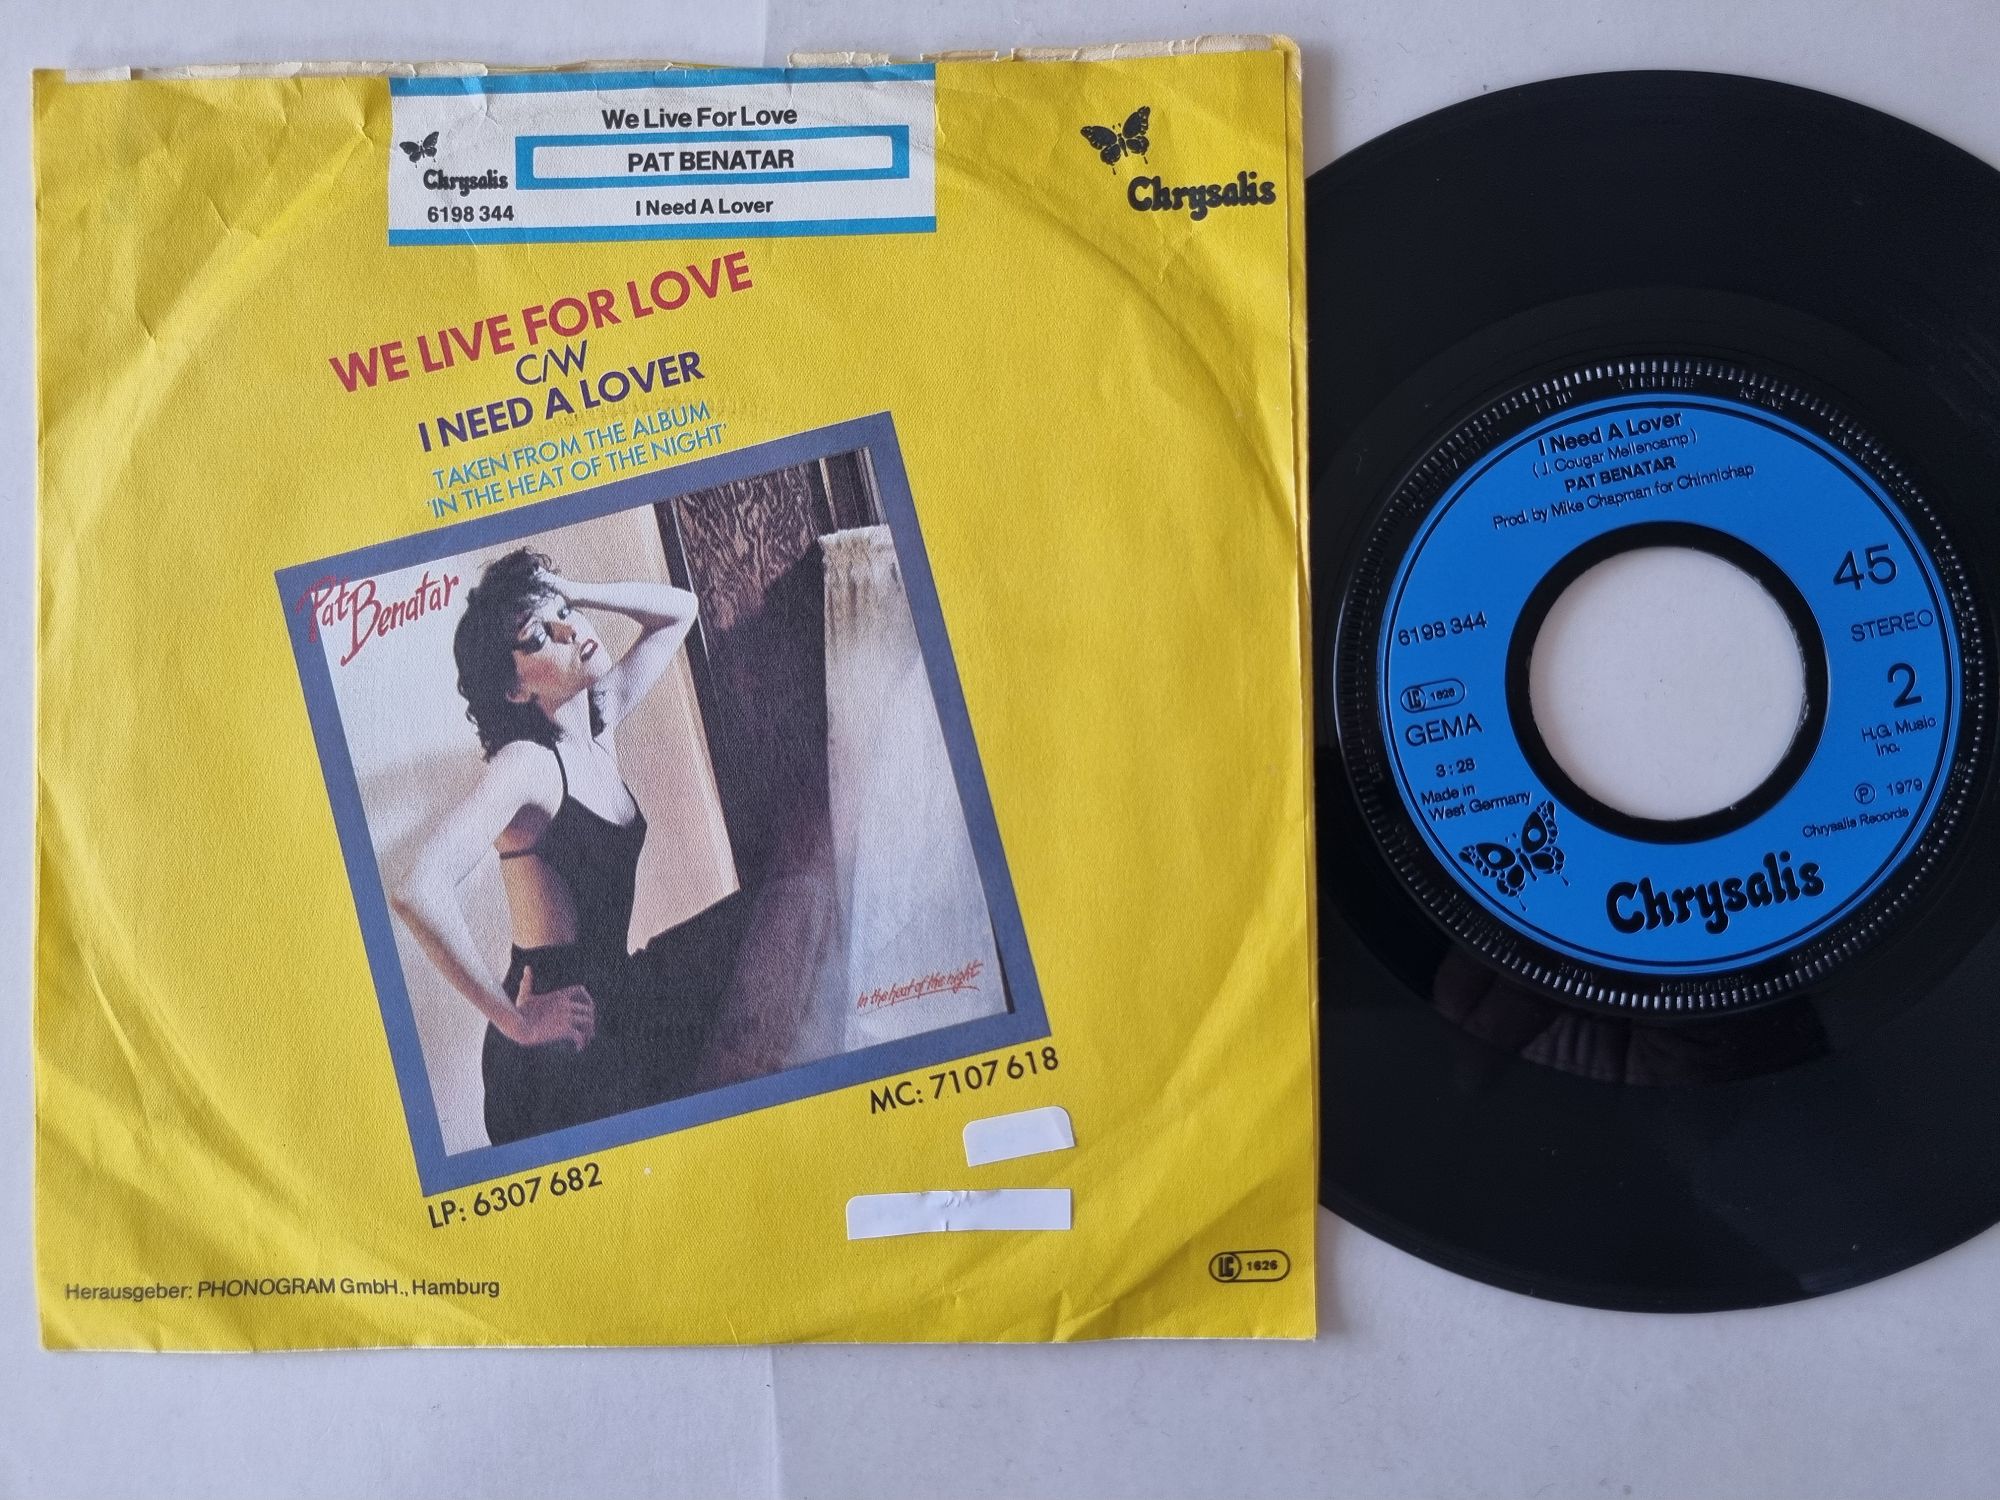 We Live For Love
PAT BENATAR
Chrysalis
6198 344
I Need A Lover
Chrysalis
WE LIVE FOR LOVE
C/W
I NEED A LOVER
TAKEN FROM THE ALBUM
'IN THE HEAT OF THE NIGHT'
Pat Benatar
In the heat of the night
MC: 7107 618
LP: 6307 682
Herausgeber: PHONOGRAM GmbH., Hamburg
LC 1626
I Need A Lover
( J. Cougar Mellencamp )
PAT BENATAR
Prod. by Mike Chapman for Chinnichap
45
STEREO
6198 344
LC 1626
GEMA
2
H.G. Music
Inc.
3:28
Made in
West Germany
Ⓟ 1979
Chrysalis Records
Chrysalis